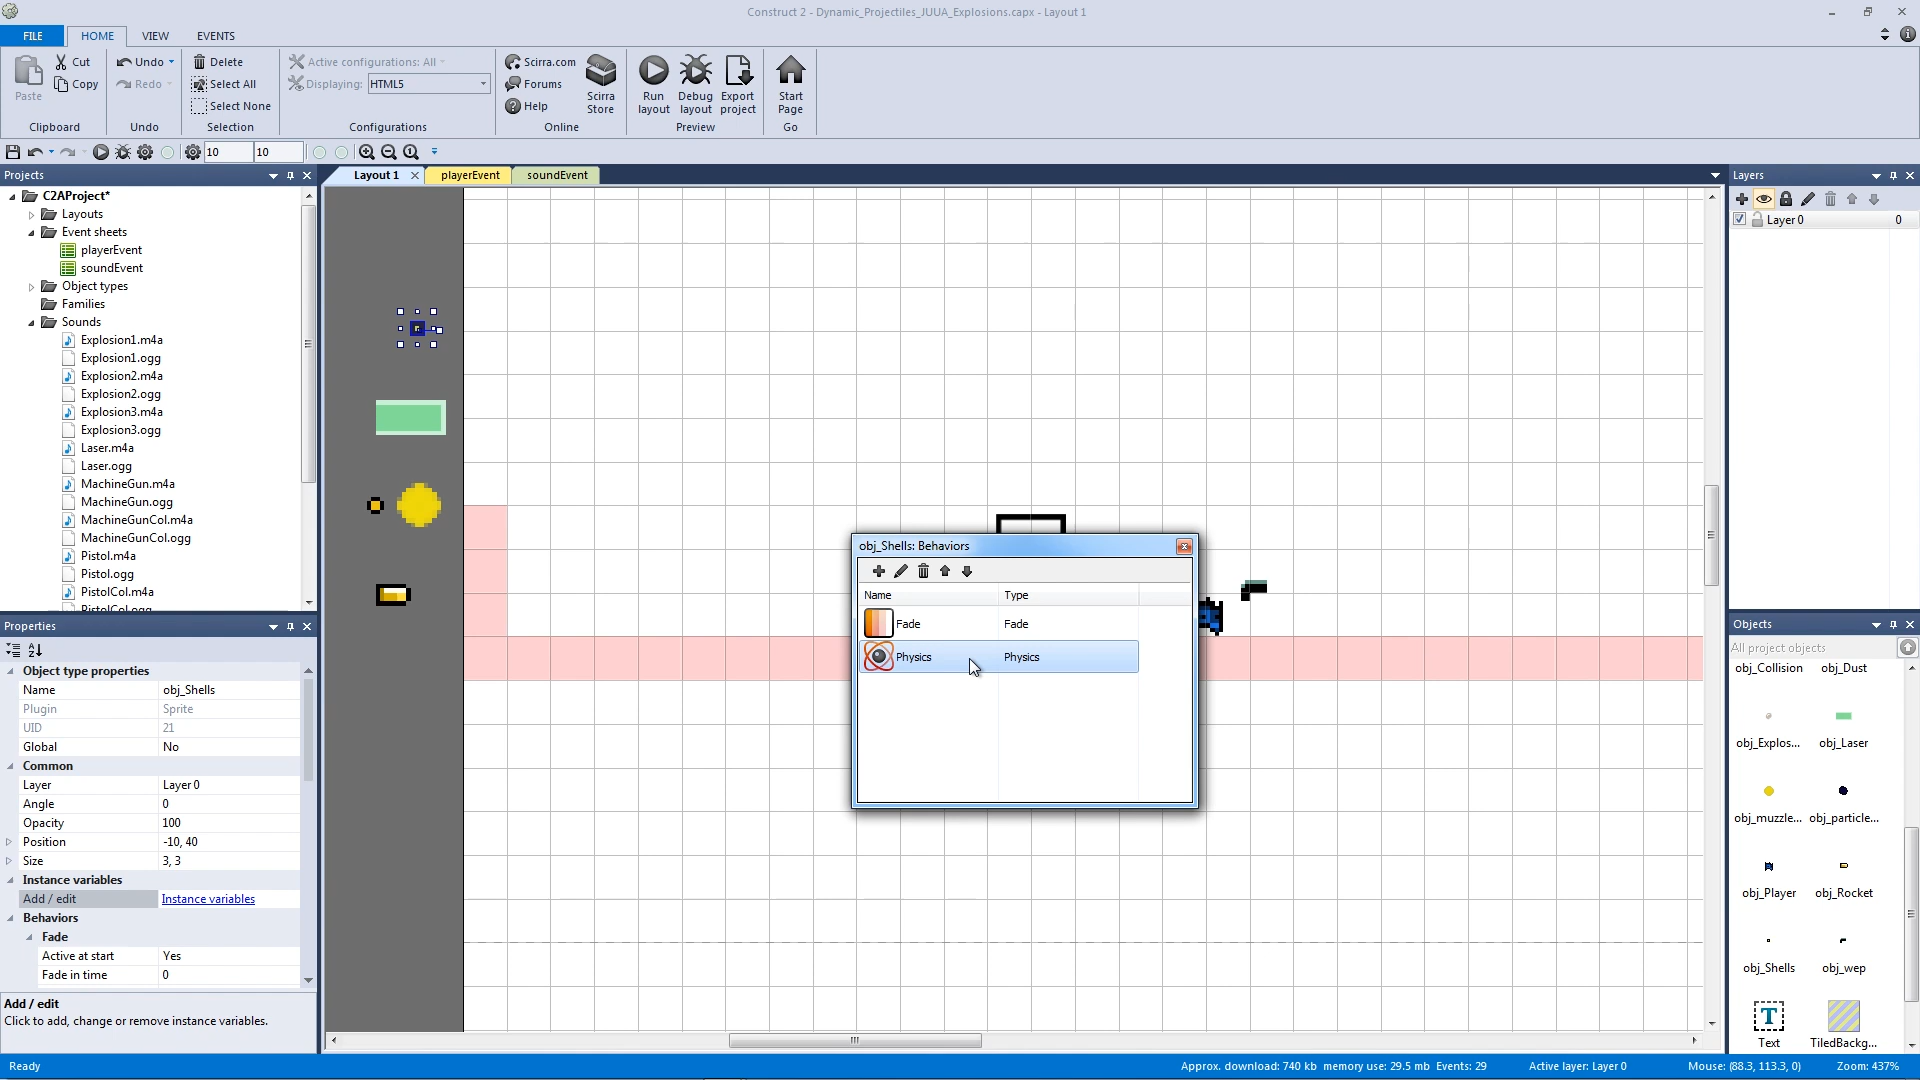 Construct 2 - Dynamic_Projectiles_JUUA_Explosions.capx - Layout 1
FILE
HOME
VIEW
EVENTS
Paste
Cut
Copy
Clipboard
Undo
Redo
Undo
Delete
Select All
Select None
Selection
Active configurations: All
Displaying:
HTML5
Configurations
Scirra.com
Forums
Help
Scirra
Store
Online
Run
layout
Debug
layout
Export
project
Preview
Start
Page
Go
10
10
Projects
C2AProject*
Layouts
Event sheets
playerEvent
soundEvent
Object types
Families
Sounds
Explosion1.m4a
Explosion1.ogg
Explosion2.m4a
Explosion2.ogg
Explosion3.m4a
Explosion3.ogg
Laser.m4a
Laser.ogg
MachineGun.m4a
MachineGun.ogg
MachineGunCol.m4a
MachineGunCol.ogg
Pistol.m4a
Pistol.ogg
PistolCol.m4a
PistolCol.ogg
Properties
Object type properties
Name obj_Shells
Plugin Sprite
UID 21
Global No
Common
Layer Layer 0
Angle 0
Opacity 100
Position -10, 40
Size 3, 3
Instance variables
Add / edit Instance variables
Behaviors
Fade
Active at start Yes
Fade in time 0
Add / edit
Click to add, change or remove instance variables.
Layout 1
playerEvent
soundEvent
obj_Shells: Behaviors
Name Type
Fade Fade
Physics Physics
Layers
Layer 0 0
Objects
All project objects
obj_Collision obj_Dust
obj_Explos... obj_Laser
obj_muzzle... obj_particle...
obj_Player obj_Rocket
obj_Shells obj_wep
T
Text TiledBackg...
Ready
Approx. download: 740 kb memory use: 29.5 mb Events: 29
Active layer: Layer 0
Mouse: (88.3, 113.3, 0)
Zoom: 437%